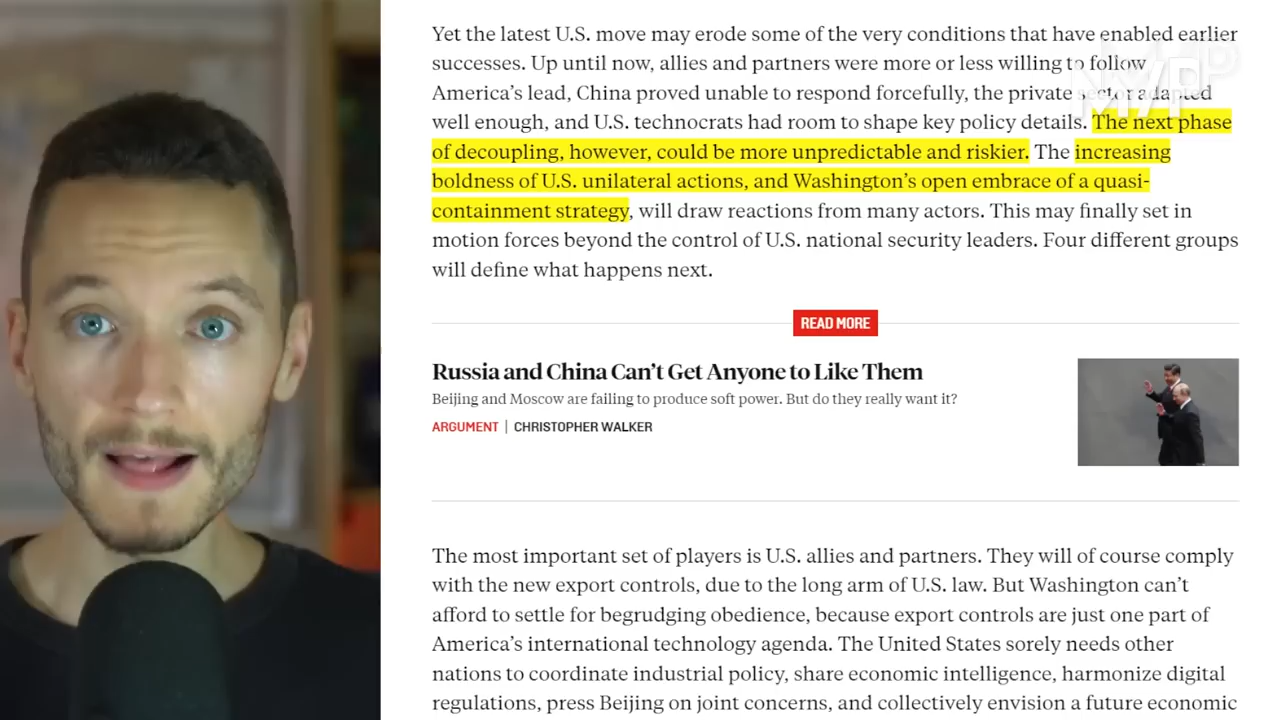 Yet the latest U.S. move may erode some of the very conditions that have enabled earlier
successes. Up until now, allies and partners were more or less willing to follow
America’s lead, China proved unable to respond forcefully, the private sector adapted
well enough, and U.S. technocrats had room to shape key policy details. The next phase
of decoupling, however, could be more unpredictable and riskier. The increasing
boldness of U.S. unilateral actions, and Washington’s open embrace of a quasi-
containment strategy, will draw reactions from many actors. This may finally set in
motion forces beyond the control of U.S. national security leaders. Four different groups
will define what happens next.
READ MORE
Russia and China Can’t Get Anyone to Like Them
Beijing and Moscow are failing to produce soft power. But do they really want it?
ARGUMENT | CHRISTOPHER WALKER
The most important set of players is U.S. allies and partners. They will of course comply
with the new export controls, due to the long arm of U.S. law. But Washington can’t
afford to settle for begrudging obedience, because export controls are just one part of
America’s international technology agenda. The United States sorely needs other
nations to coordinate industrial policy, share economic intelligence, harmonize digital
regulations, press Beijing on joint concerns, and collectively envision a future economic